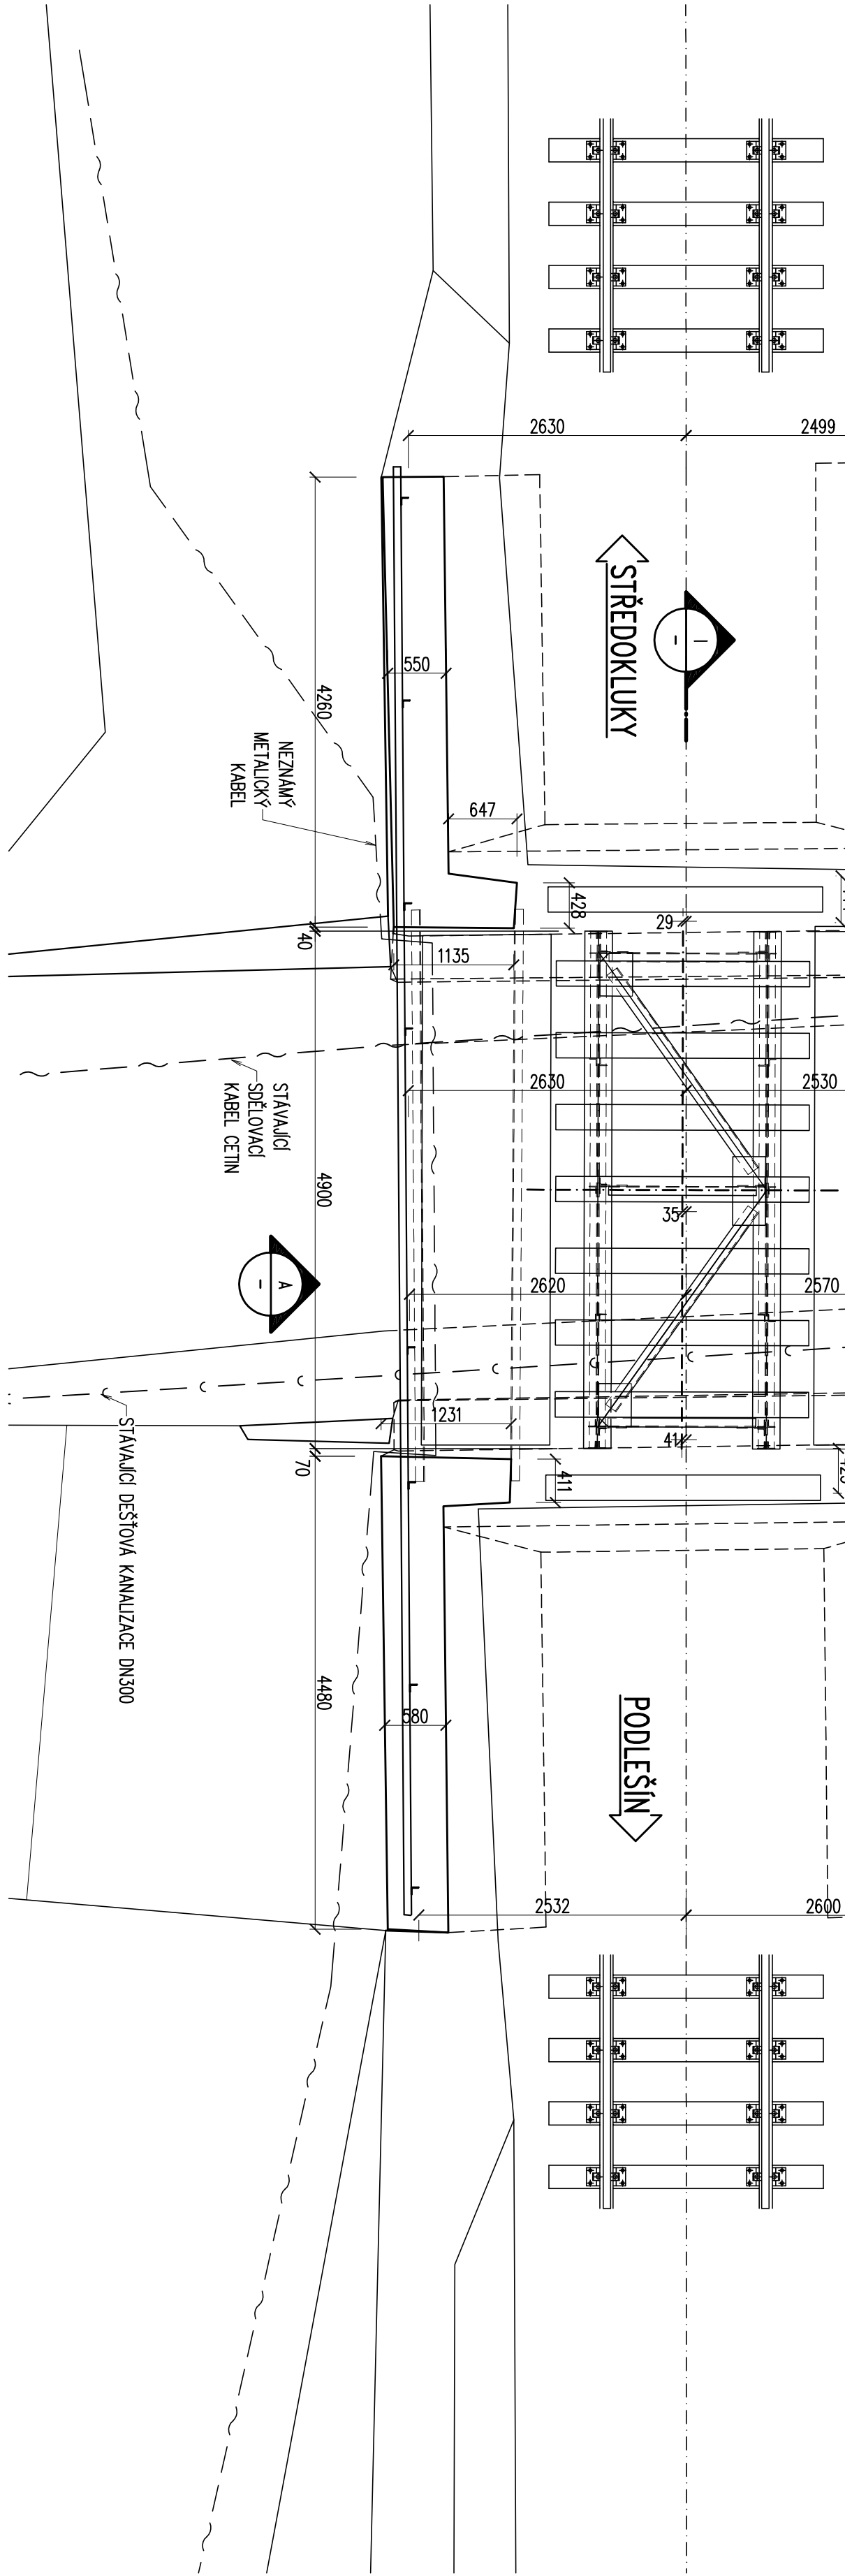 2630
2499
STŘEDOKLUKY
I
-
550
4260
647
NEZNÁMÝ
METALICKÝ
KABEL
428
29
40
1135
STÁVAJÍCÍ
SDĚLOVACÍ
KABEL CETIN
2630
2530
4900
35
A
-
2620
2570
1231
41
70
411
STÁVAJÍCÍ DEŠŤOVÁ KANALIZACE DN300
4480
580
PODLEŠÍN
2532
2600